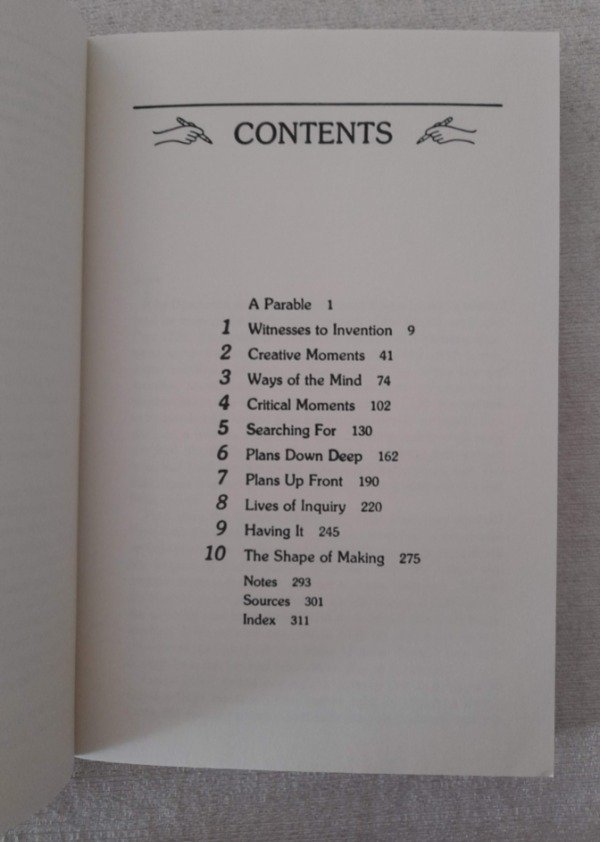 CONTENTS
A Parable 1
1 Witnesses to Invention 9
2 Creative Moments 41
3 Ways of the Mind 74
4 Critical Moments 102
5 Searching For 130
6 Plans Down Deep 162
7 Plans Up Front 190
8 Lives of Inquiry 220
9 Having It 245
10 The Shape of Making 275
Notes 293
Sources 301
Index 311